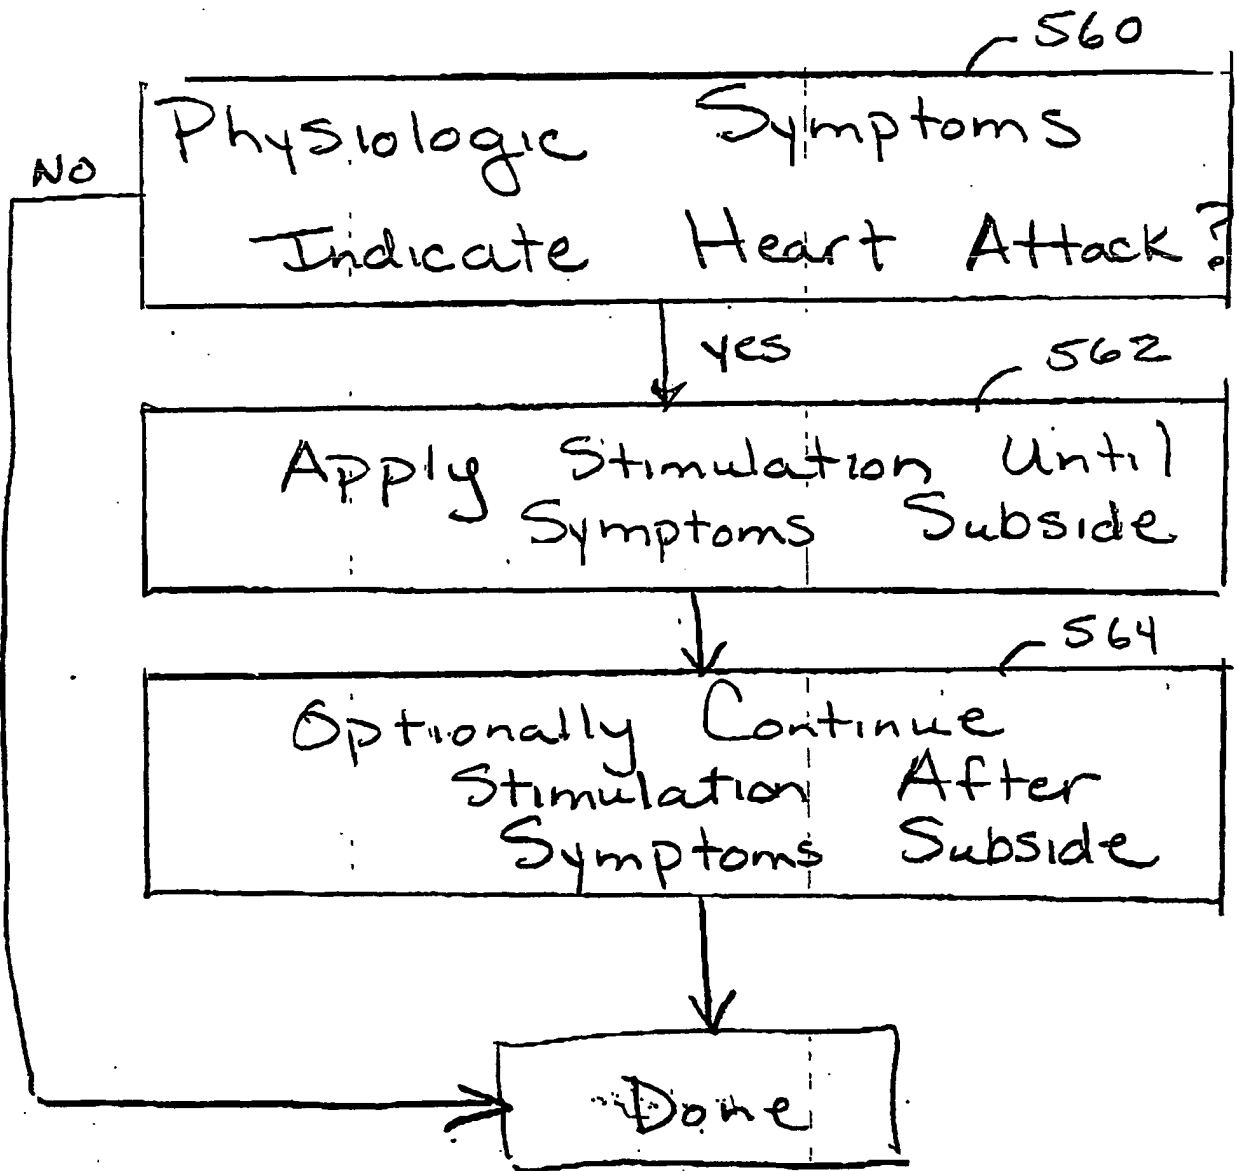 560
Physiologic Symptoms
NO
Indicate Heart Attack?
yes
562
Apply Stimulation Until
Symptoms Subside
564
Optionally Continue
Stimulation After
Symptoms Subside
Done